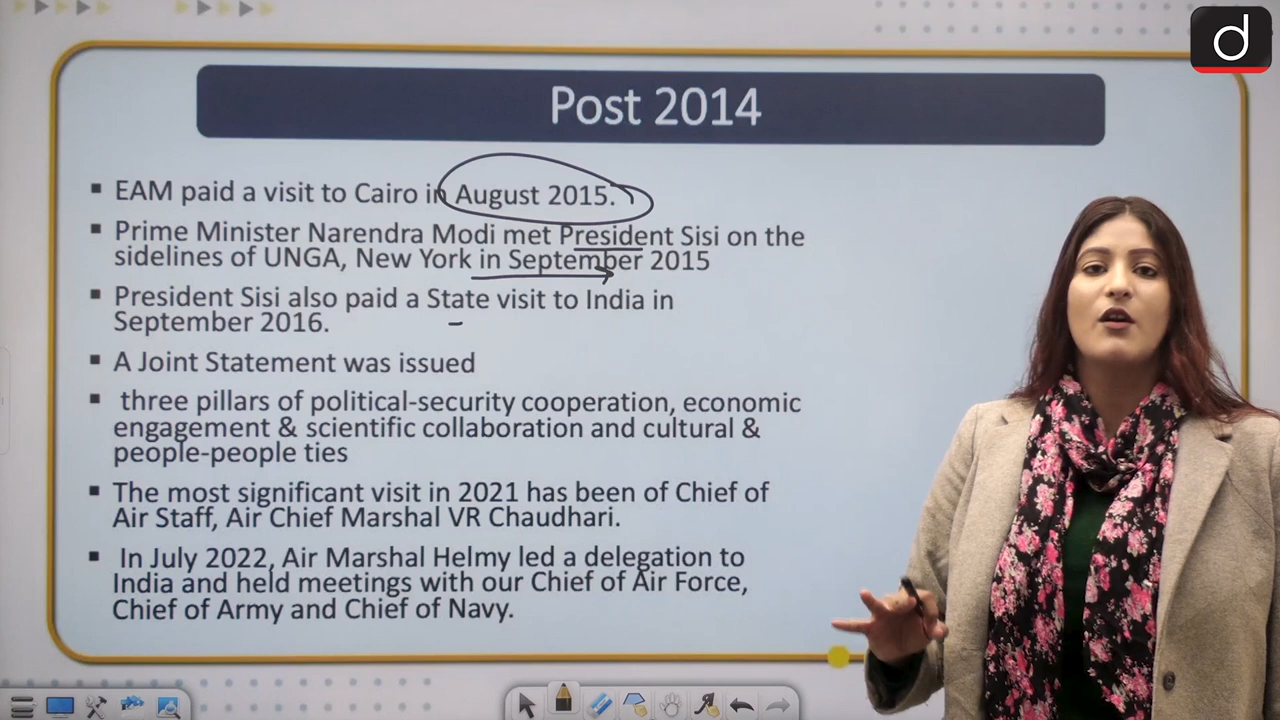 d
Post 2014
▪ EAM paid a visit to Cairo in August 2015.
▪ Prime Minister Narendra Modi met President Sisi on the
sidelines of UNGA, New York in September 2015
▪ President Sisi also paid a State visit to India in
September 2016.
▪ A Joint Statement was issued
▪ three pillars of political-security cooperation, economic
engagement & scientific collaboration and cultural &
people-people ties
▪ The most significant visit in 2021 has been of Chief of
Air Staff, Air Chief Marshal VR Chaudhari.
▪ In July 2022, Air Marshal Helmy led a delegation to
India and held meetings with our Chief of Air Force,
Chief of Army and Chief of Navy.